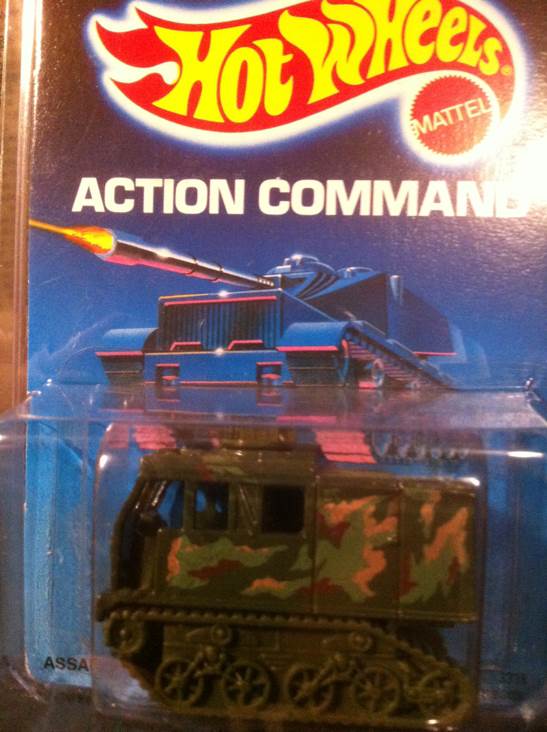 Hot Wheels®
MATTEL
ACTION COMMAND
ASSA